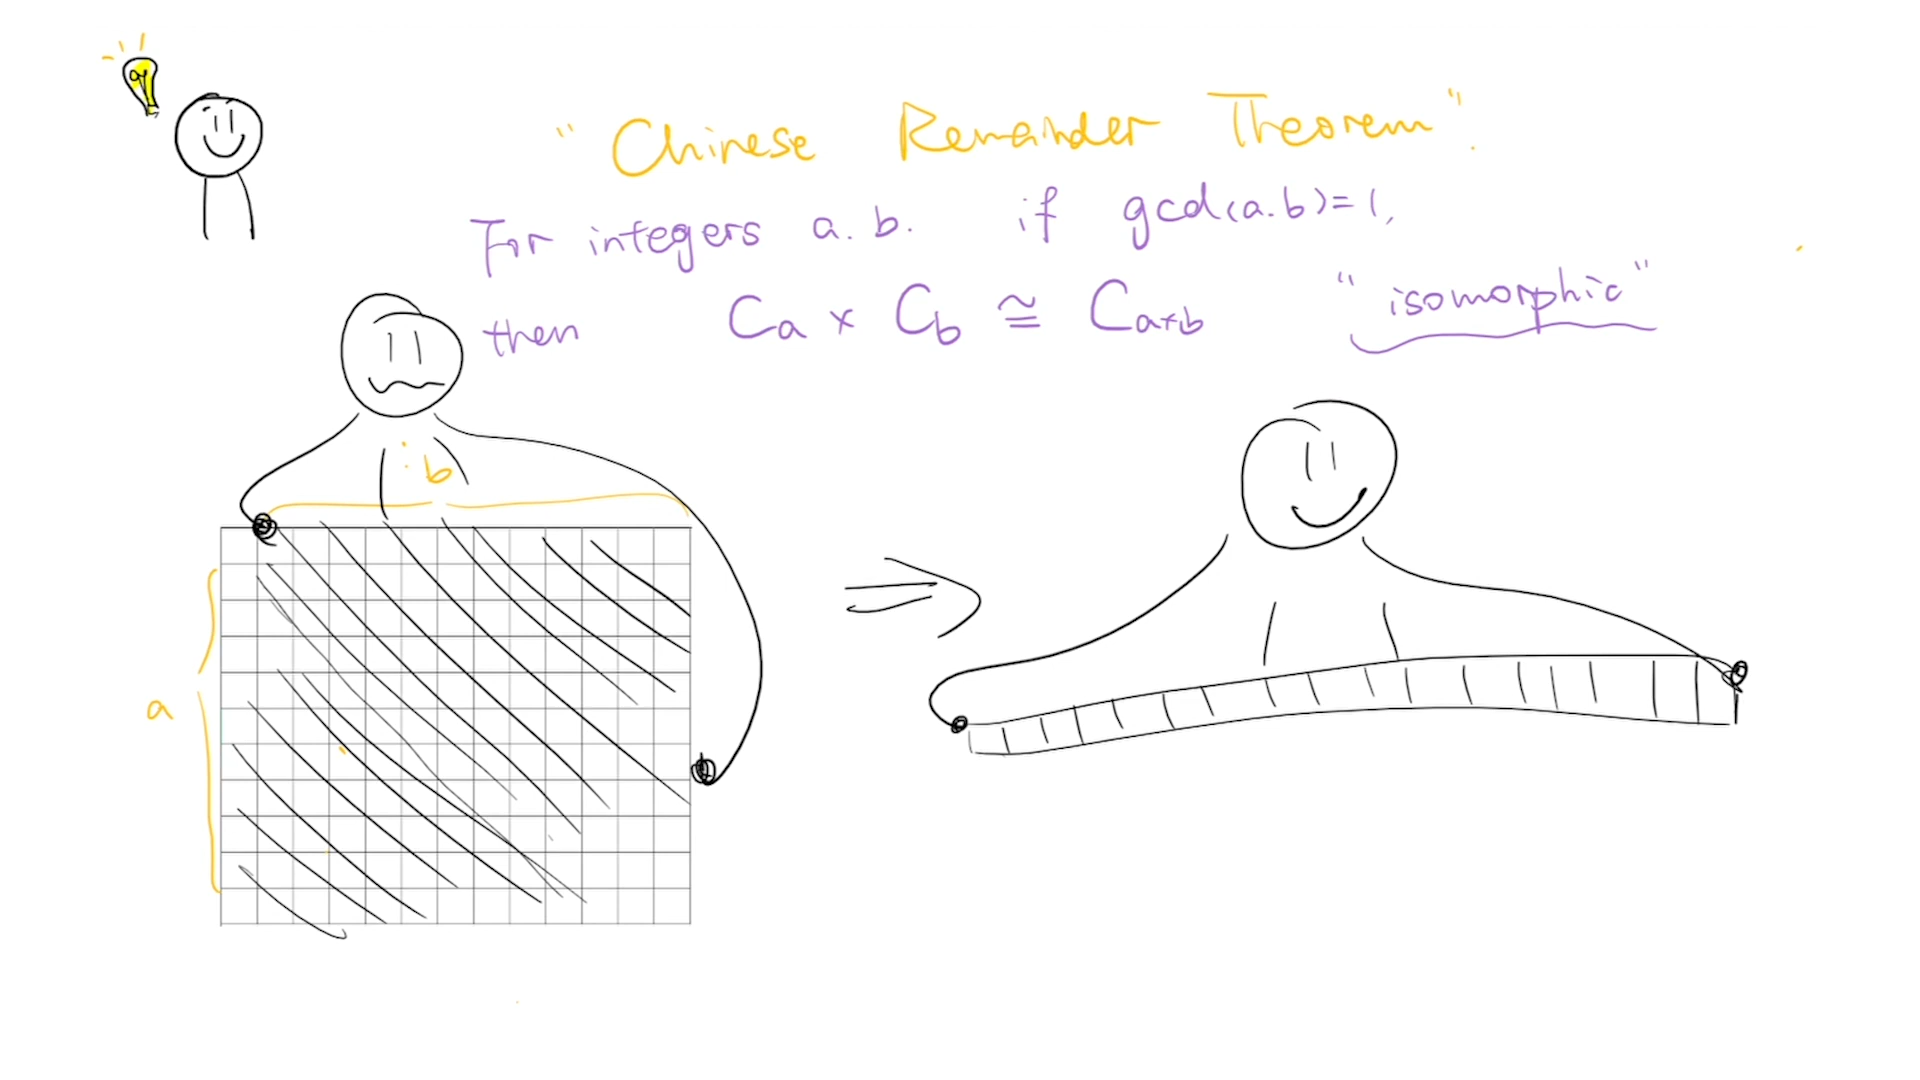 "Chinese Remainder Theorem".
For integers a.b. if gcd(a.b)=1,
then Ca × Cb ≅ Ca×b "isomorphic"
b
a